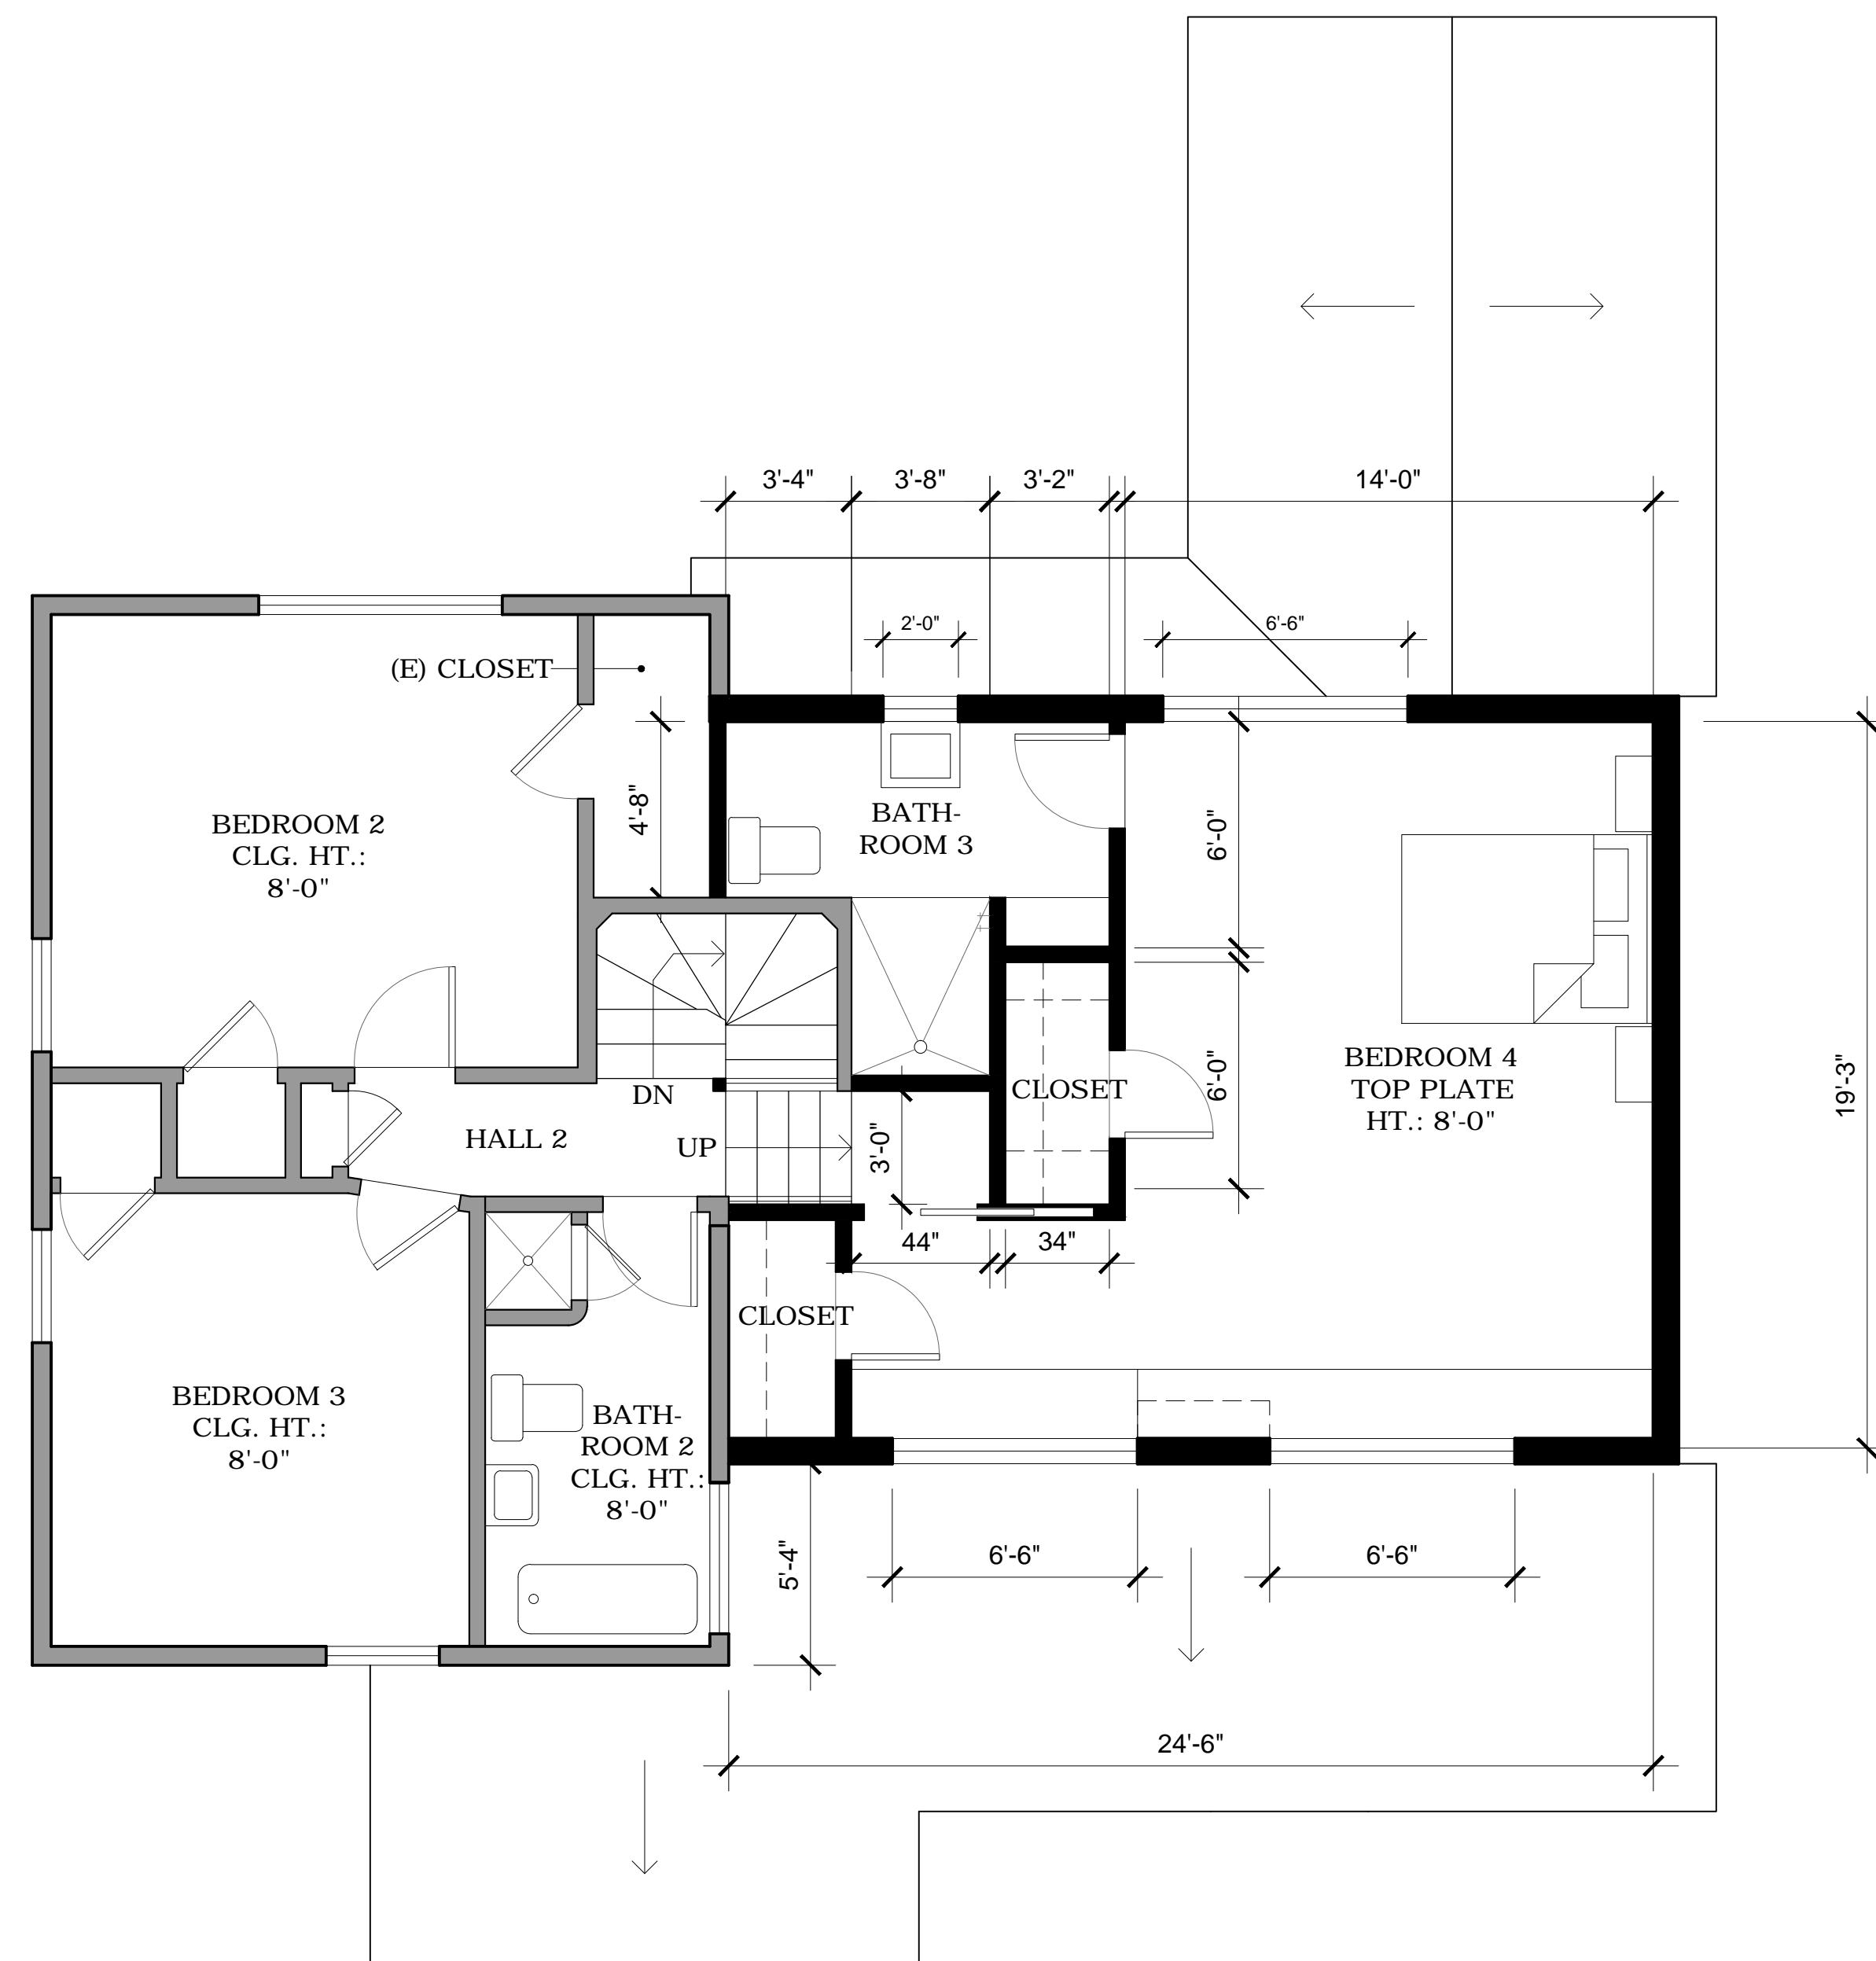 3'-4" 3'-8" 3'-2" 14'-0"
2'-0" 6'-6"
(E) CLOSET
4'-8"
BEDROOM 2
CLG. HT.:
8'-0"
BATH-
ROOM 3
6'-0"
BEDROOM 4
TOP PLATE
HT.: 8'-0"
19'-3"
6'-0"
CLOSET
DN
HALL 2
UP
3'-0"
44" 34"
CLOSET
BEDROOM 3
CLG. HT.:
8'-0"
BATH-
ROOM 2
CLG. HT.:
8'-0"
5'-4"
6'-6" 6'-6"
24'-6"